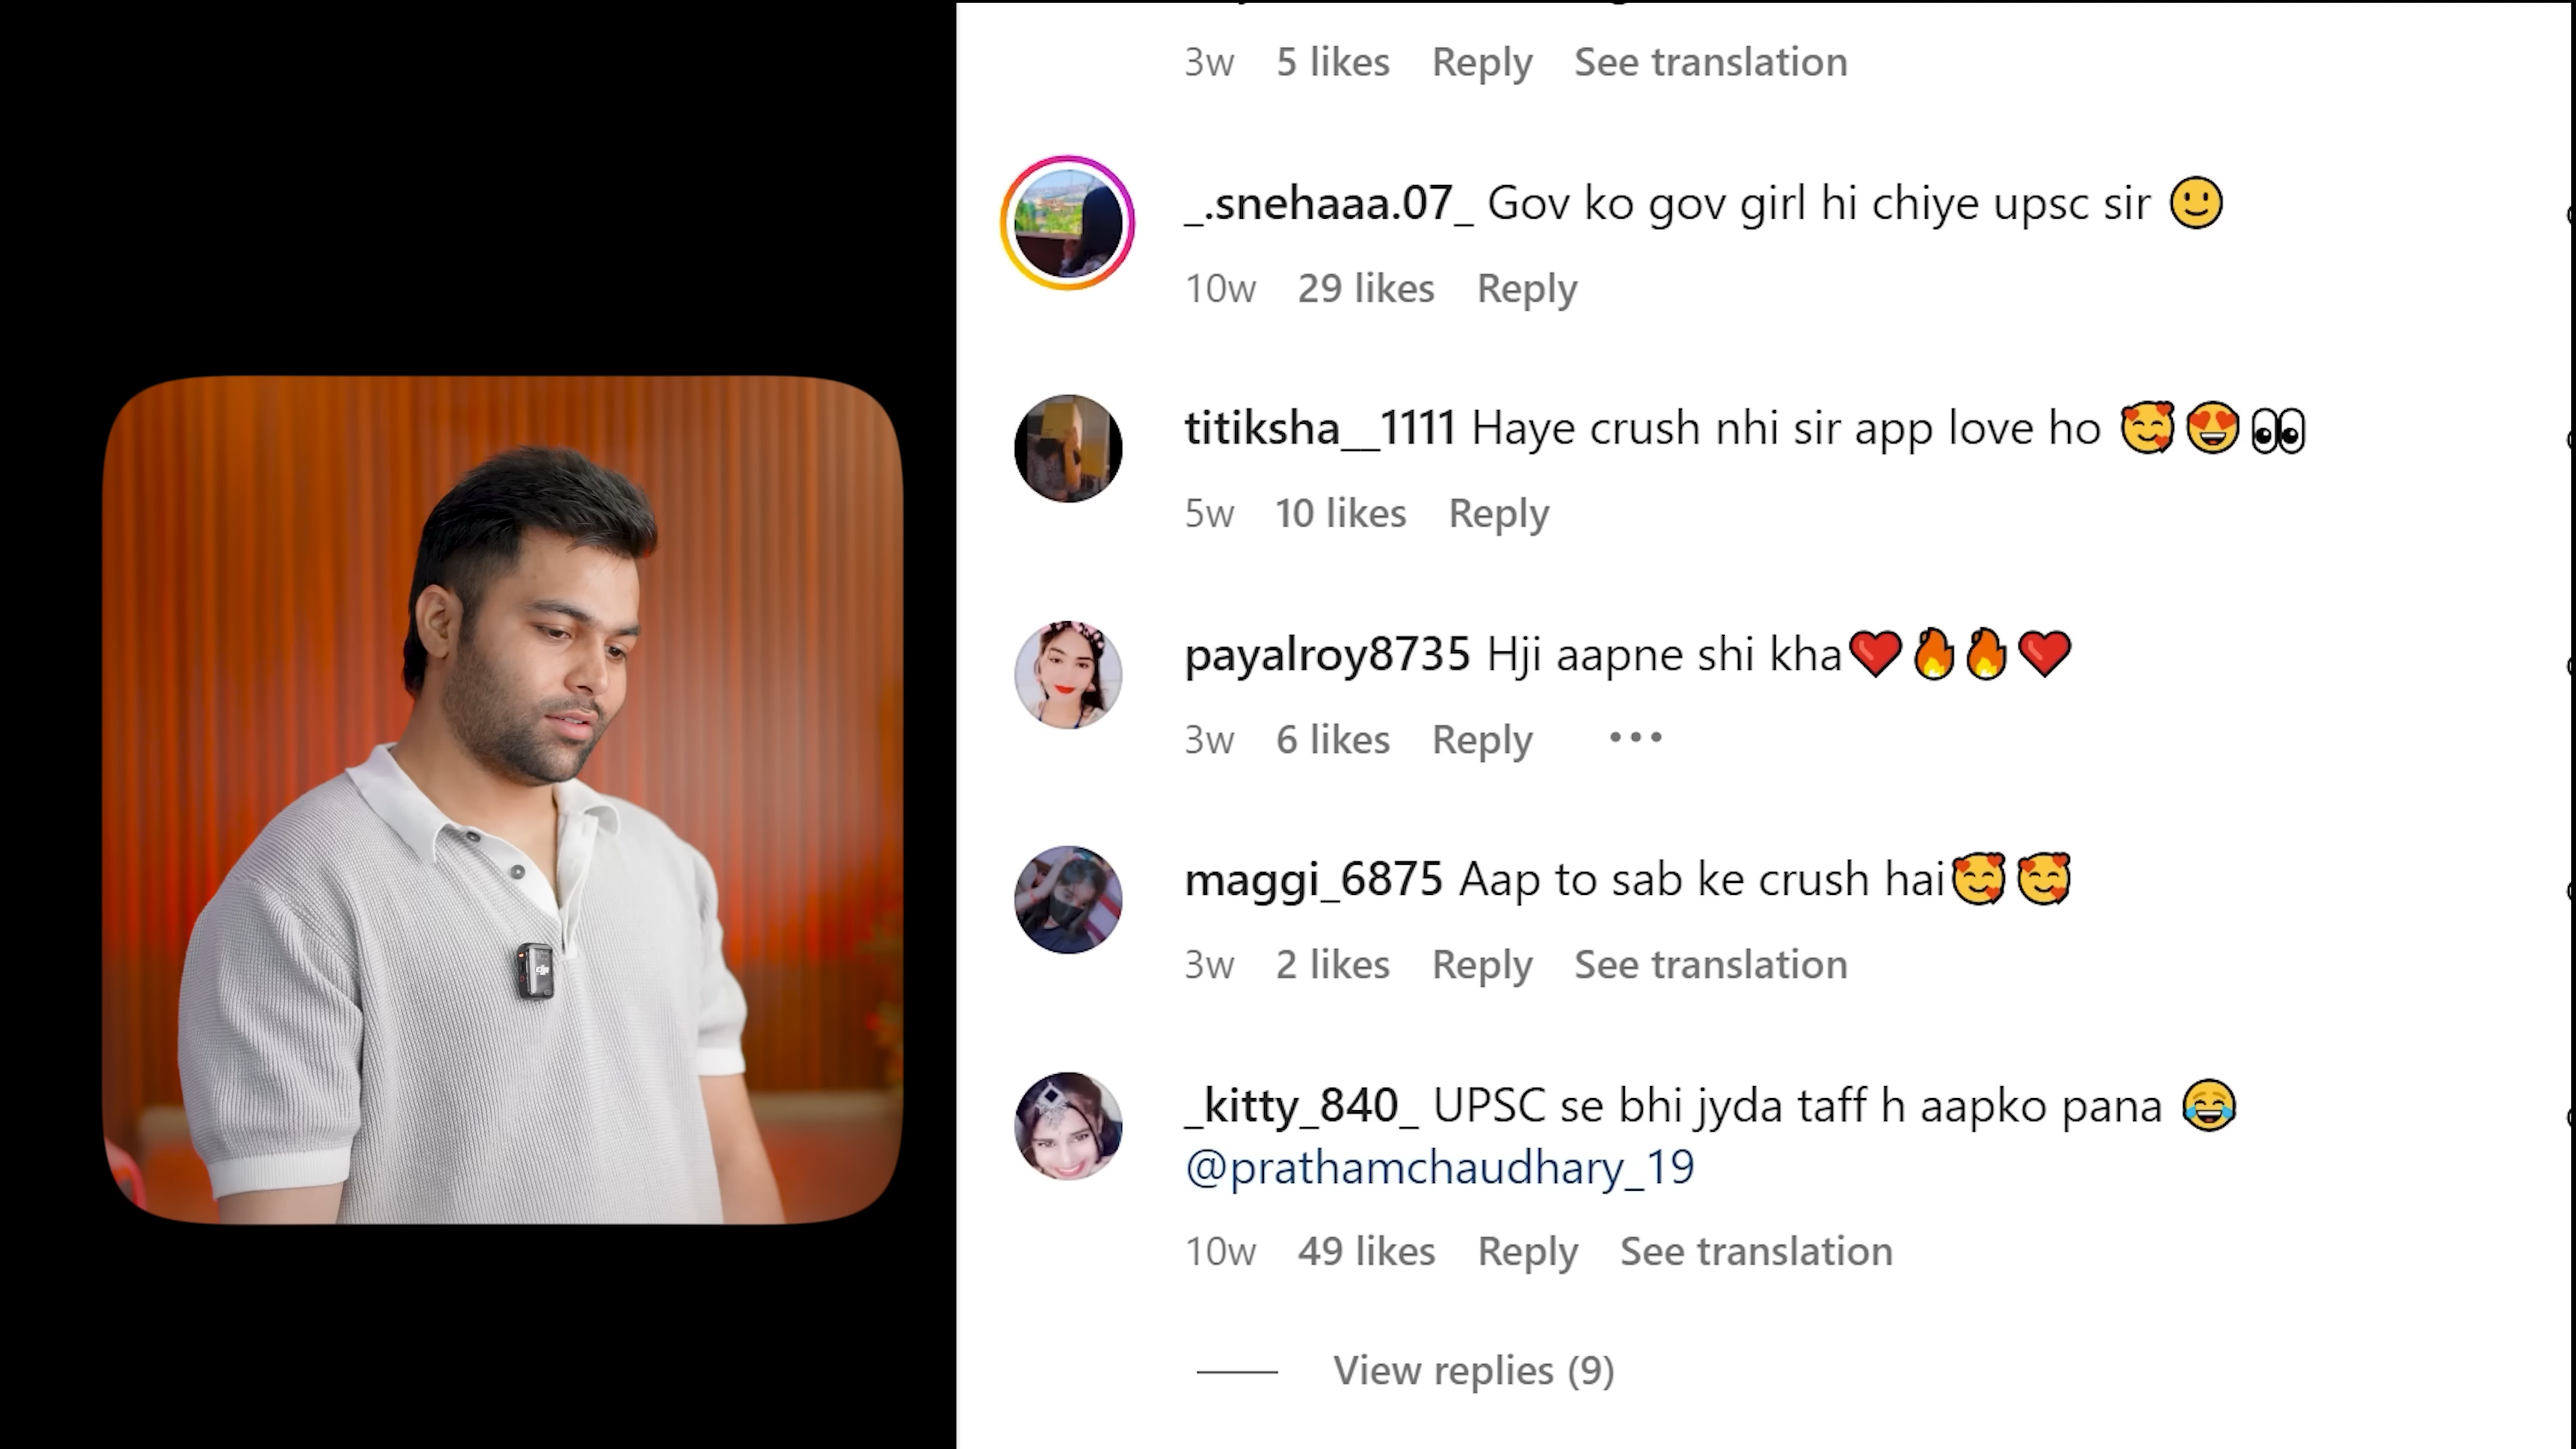 3w 5 likes Reply See translation
_.snehaaa.07_ Gov ko gov girl hi chiye upsc sir 🙂
10w 29 likes Reply
titiksha__1111 Haye crush nhi sir app love ho 🥰😍👀
5w 10 likes Reply
payalroy8735 Hji aapne shi kha❤️🔥🔥❤️
3w 6 likes Reply •••
maggi_6875 Aap to sab ke crush hai🥰🥰
3w 2 likes Reply See translation
_kitty_840_ UPSC se bhi jyda taff h aapko pana 😂
@prathamchaudhary_19
10w 49 likes Reply See translation
View replies (9)
dji